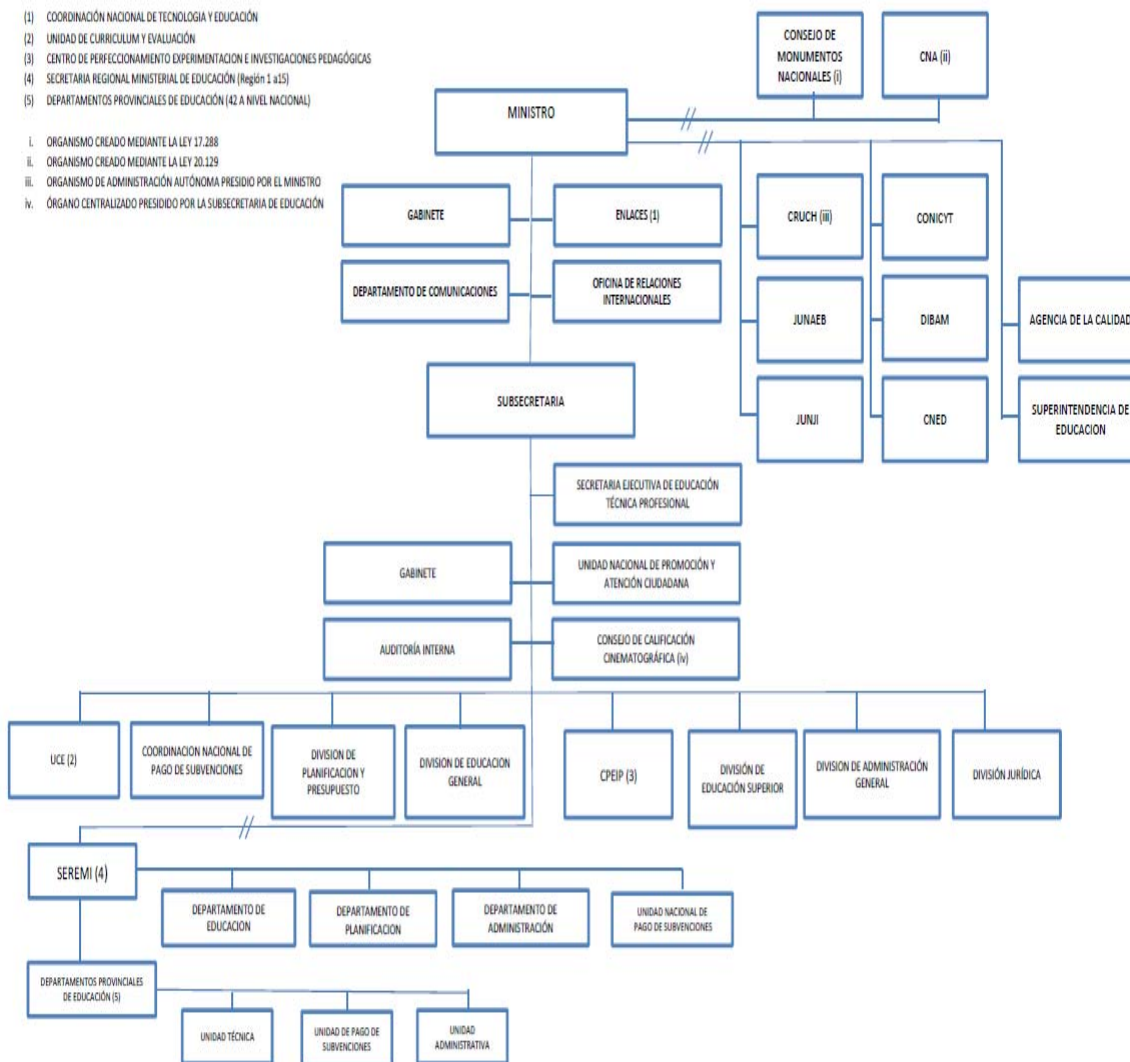 (1) COORDINACIÓN NACIONAL DE TECNOLOGIA Y EDUCACIÓN
(2) UNIDAD DE CURRICULUM Y EVALUACIÓN
(3) CENTRO DE PERFECCIONAMIENTO EXPERIMENTACION E INVESTIGACIONES PEDAGÓGICAS
(4) SECRETARIA REGIONAL MINISTERIAL DE EDUCACIÓN (Región 1 a15)
(5) DEPARTAMENTOS PROVINCIALES DE EDUCACIÓN (42 A NIVEL NACIONAL)
i. ORGANISMO CREADO MEDIANTE LA LEY 17.288
ii. ORGANISMO CREADO MEDIANTE LA LEY 20.129
iii. ORGANISMO DE ADMINISTRACIÓN AUTÓNOMA PRESIDIO POR EL MINISTRO
iv. ÓRGANO CENTRALIZADO PRESIDIDO POR LA SUBSECRETARIA DE EDUCACIÓN
CONSEJO DE
MONUMENTOS
NACIONALES (i)
CNA (ii)
MINISTRO
GABINETE
ENLACES (1)
DEPARTAMENTO DE COMUNICACIONES
OFICINA DE RELACIONES
INTERNACIONALES
CRUCH (iii)
CONICYT
JUNAEB
DIBAM
AGENCIA DE LA CALIDAD
JUNJI
CNED
SUPERINTENDENCIA DE
EDUCACION
SUBSECRETARIA
SECRETARIA EJECUTIVA DE EDUCACIÓN
TÉCNICA PROFESIONAL
GABINETE
UNIDAD NACIONAL DE PROMOCIÓN Y
ATENCIÓN CIUDADANA
AUDITORÍA INTERNA
CONSEJO DE CALIFICACIÓN
CINEMATOGRÁFICA (iv)
UCE (2)
COORDINACION NACIONAL DE
PAGO DE SUBVENCIONES
DIVISION DE
PLANIFICACION Y
PRESUPUESTO
DIVISION DE EDUCACION
GENERAL
CPEIP (3)
DIVISIÓN DE
EDUCACIÓN SUPERIOR
DIVISION DE ADMINISTRACIÓN
GENERAL
DIVISIÓN JURÍDICA
SEREMI (4)
DEPARTAMENTO DE
EDUCACION
DEPARTAMENTO DE
PLANIFICACION
DEPARTAMENTO DE
ADMINISTRACIÓN
UNIDAD NACIONAL DE
PAGO DE SUBVENCIONES
DEPARTAMENTOS PROVINCIALES
DE EDUCACIÓN (5)
UNIDAD TÉCNICA
UNIDAD DE PAGO DE
SUBVENCIONES
UNIDAD
ADMINISTRATIVA